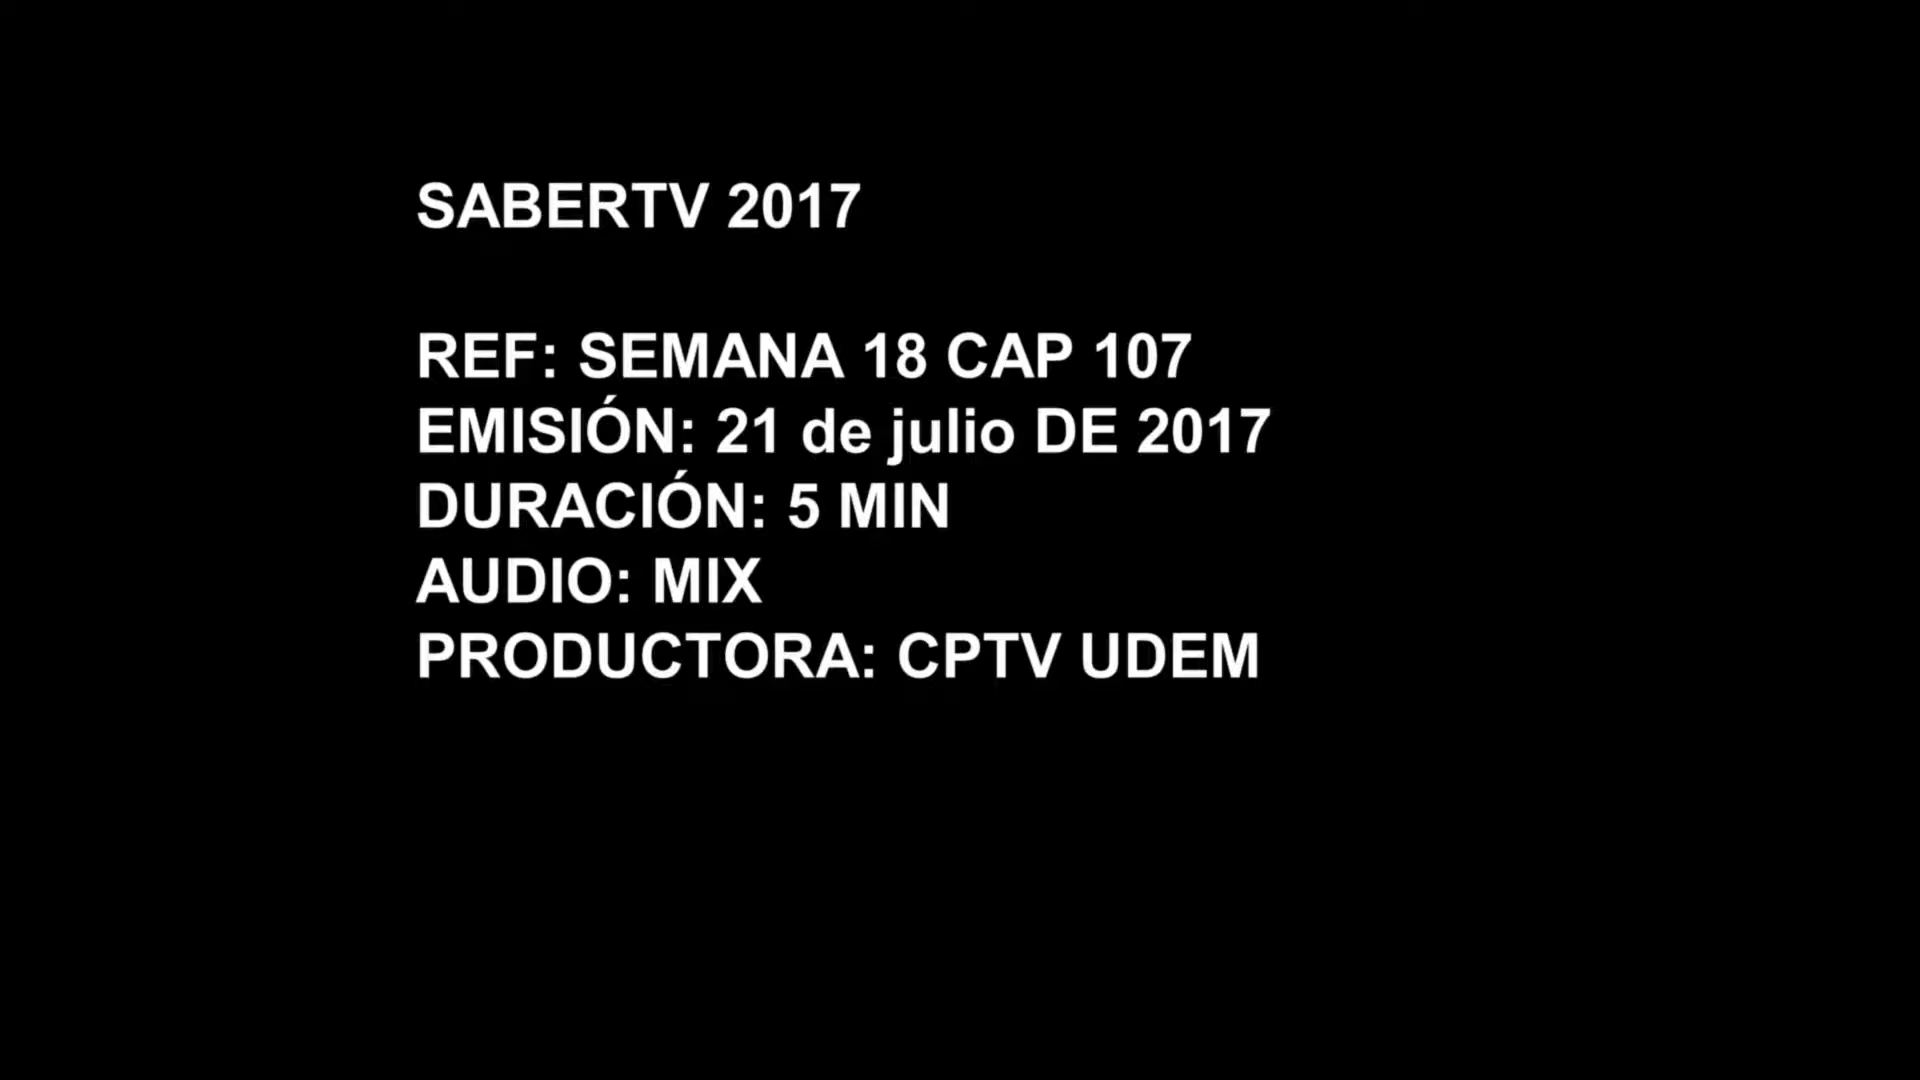 SABERTV 2017
REF: SEMANA 18 CAP 107
EMISIÓN: 21 de julio DE 2017
DURACIÓN: 5 MIN
AUDIO: MIX
PRODUCTORA: CPTV UDEM